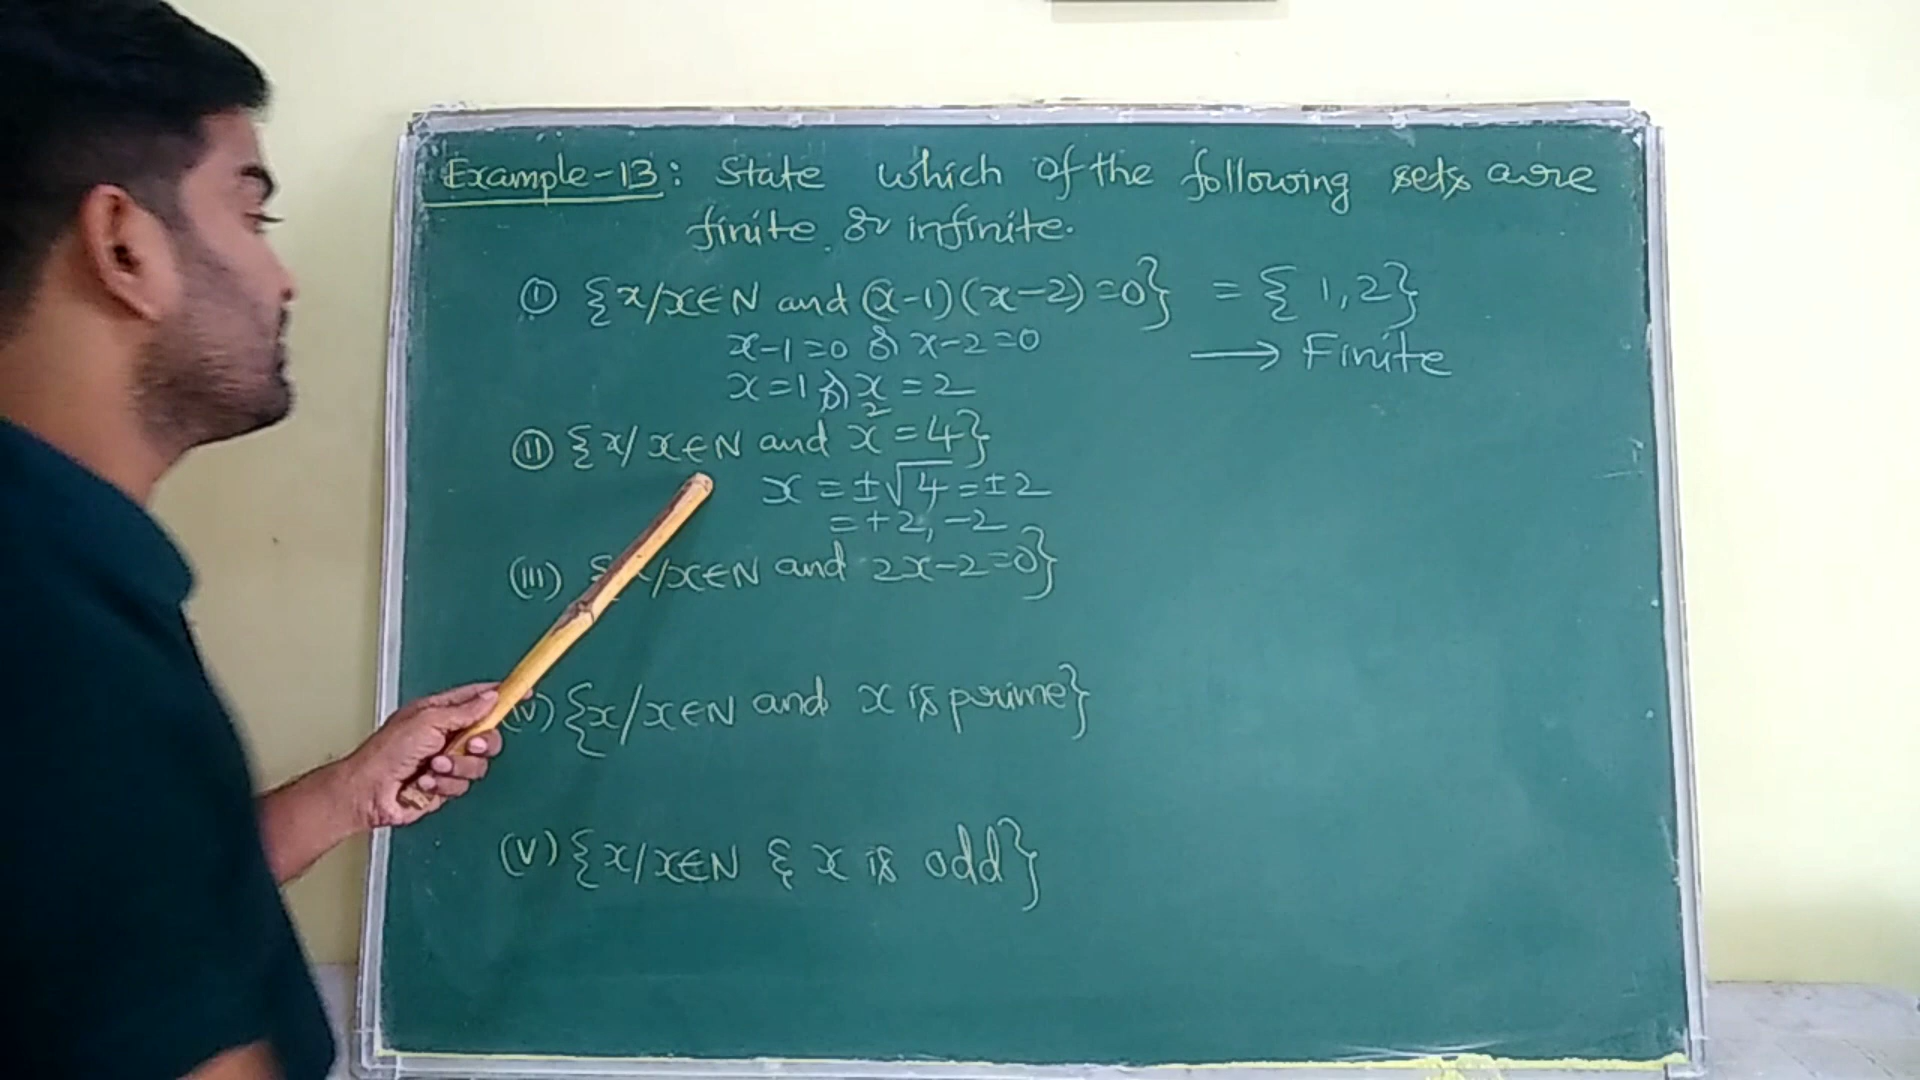 Example-13: State which of the following sets are
finite or infinite.
(I) {x/x∈N and (x-1)(x-2)=0} = {1,2}
x-1=0 or x-2=0 → Finite
x=1 or x=2
(II) {x/x∈N and x²=4}
x=±√4=±2
=+2,-2
(III) {x/x∈N and 2x-2=0}
(IV) {x/x∈N and x is prime}
(V) {x/x∈N & x is odd}